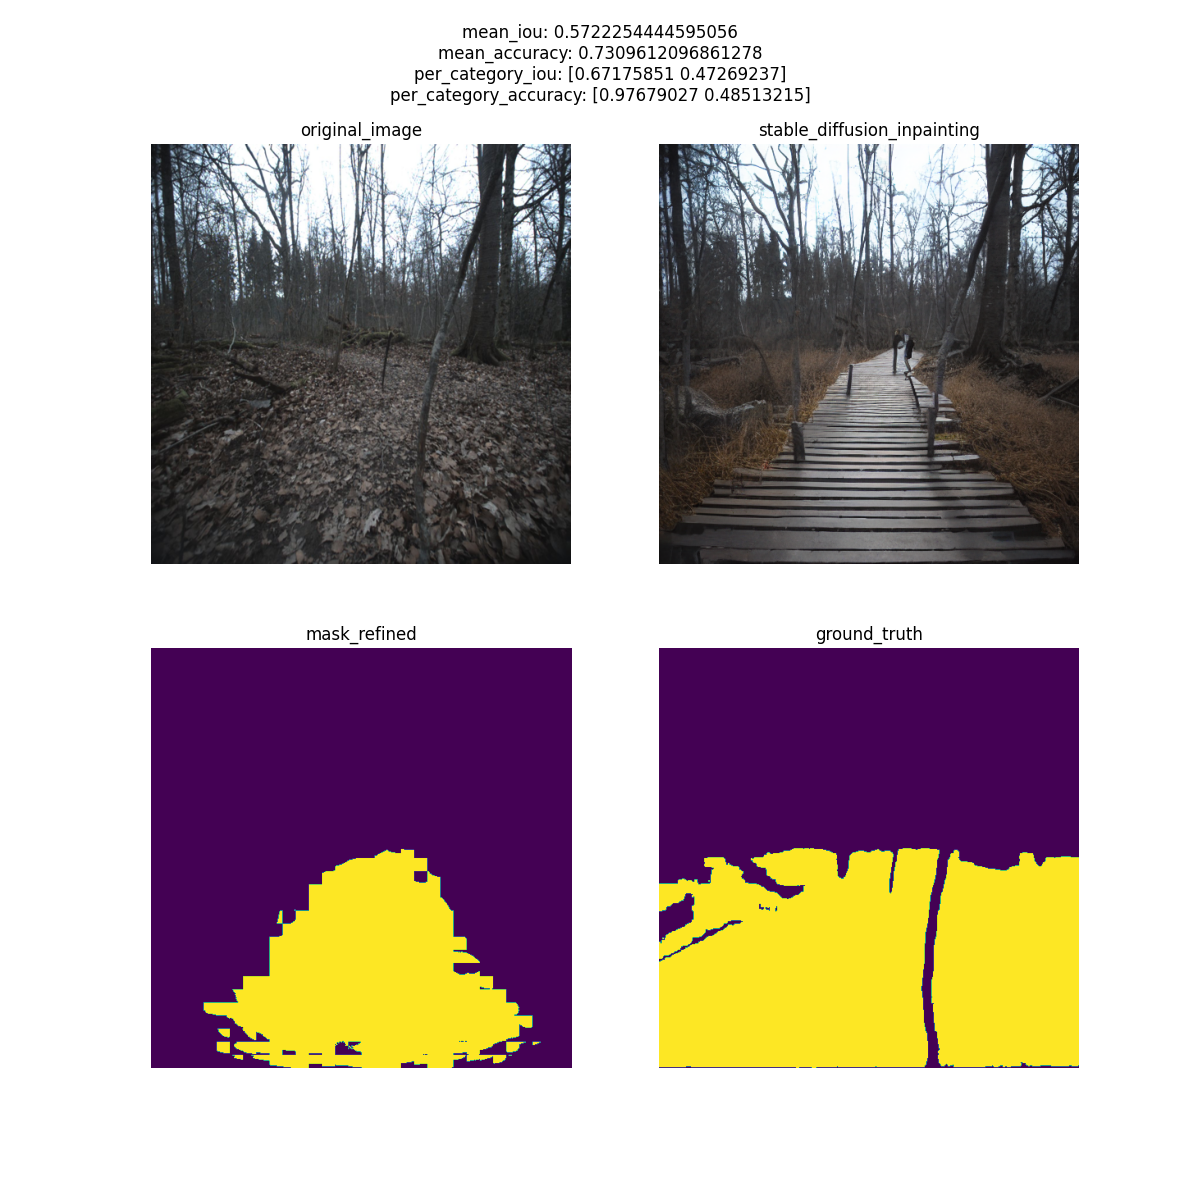 mean_iou: 0.5722254444595056
mean_accuracy: 0.7309612096861278
per_category_iou: [0.67175851 0.47269237]
per_category_accuracy: [0.97679027 0.48513215]
original_image
stable_diffusion_inpainting
mask_refined
ground_truth